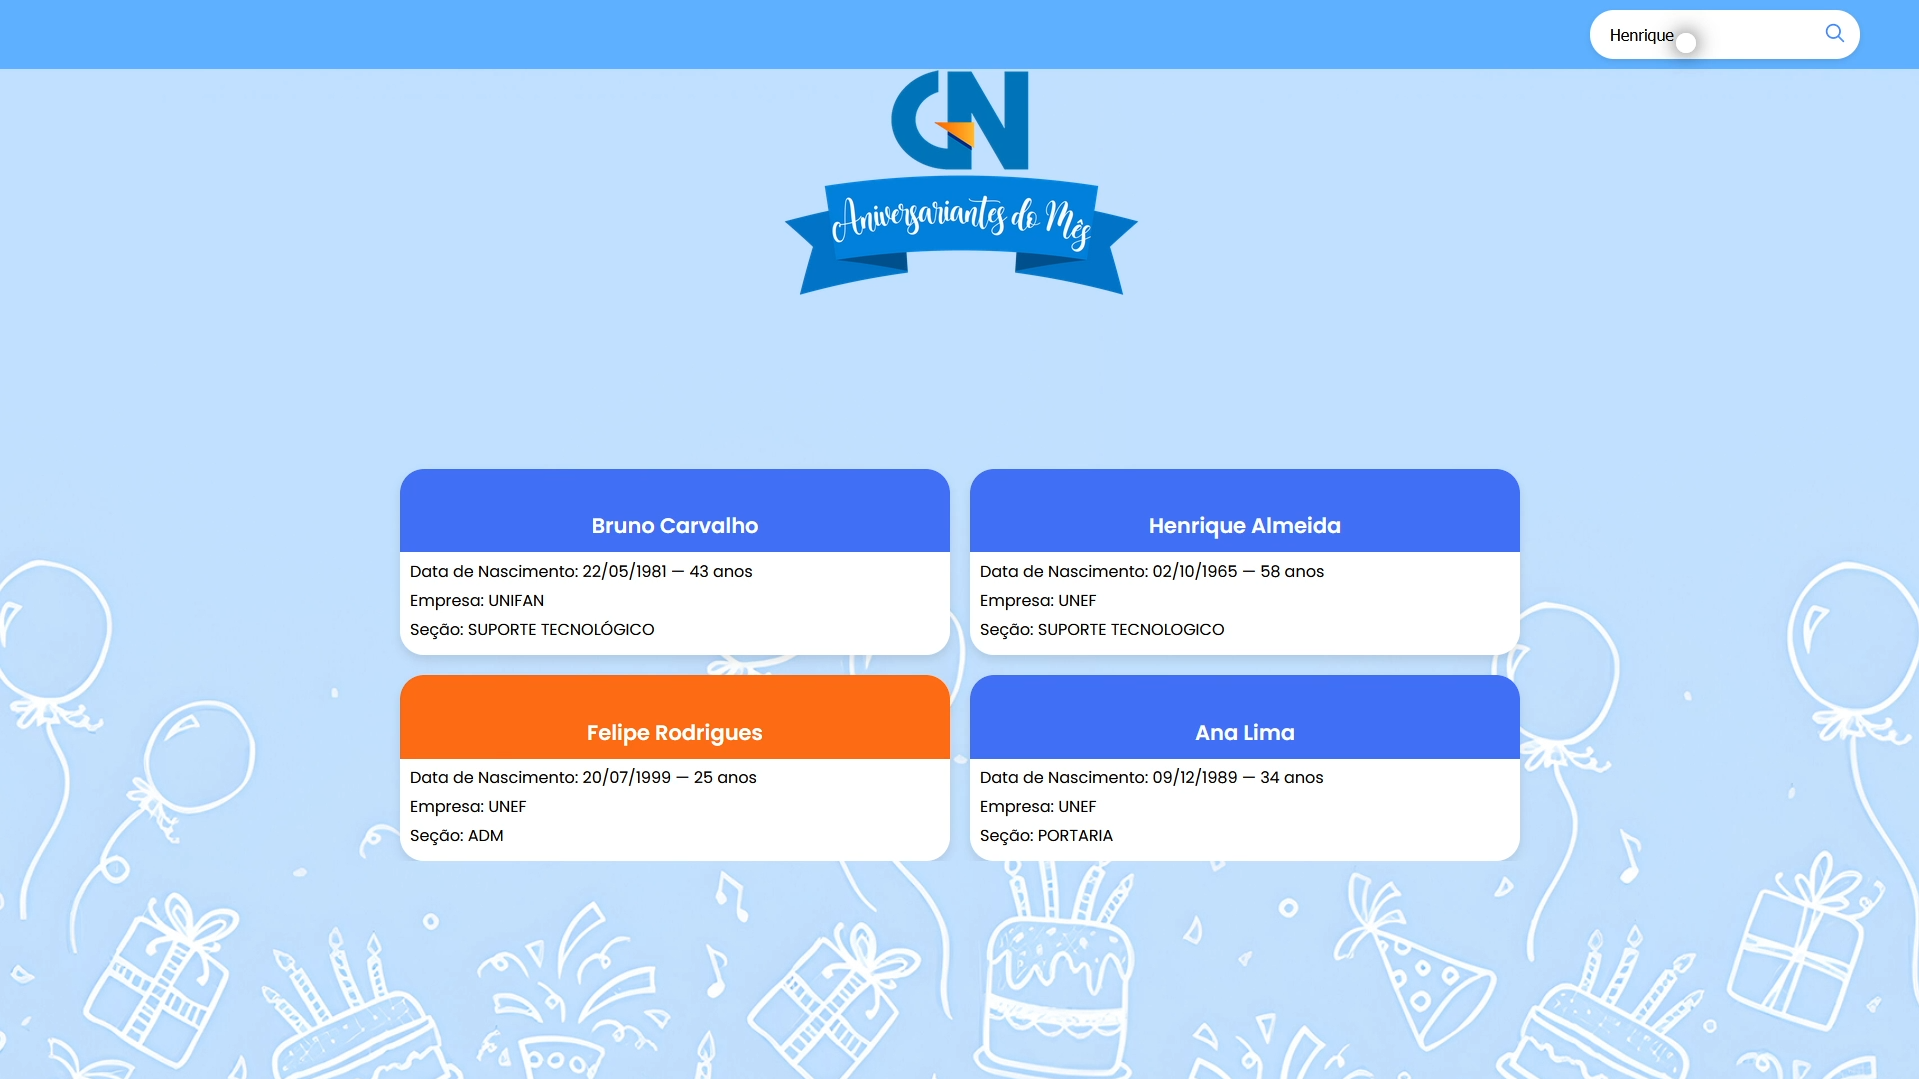 Henrique
GN
Aniversariantes do Mês
Bruno Carvalho
Data de Nascimento: 22/05/1981 — 43 anos
Empresa: UNIFAN
Seção: SUPORTE TECNOLÓGICO
Henrique Almeida
Data de Nascimento: 02/10/1965 — 58 anos
Empresa: UNEF
Seção: SUPORTE TECNOLOGICO
Felipe Rodrigues
Data de Nascimento: 20/07/1999 — 25 anos
Empresa: UNEF
Seção: ADM
Ana Lima
Data de Nascimento: 09/12/1989 — 34 anos
Empresa: UNEF
Seção: PORTARIA